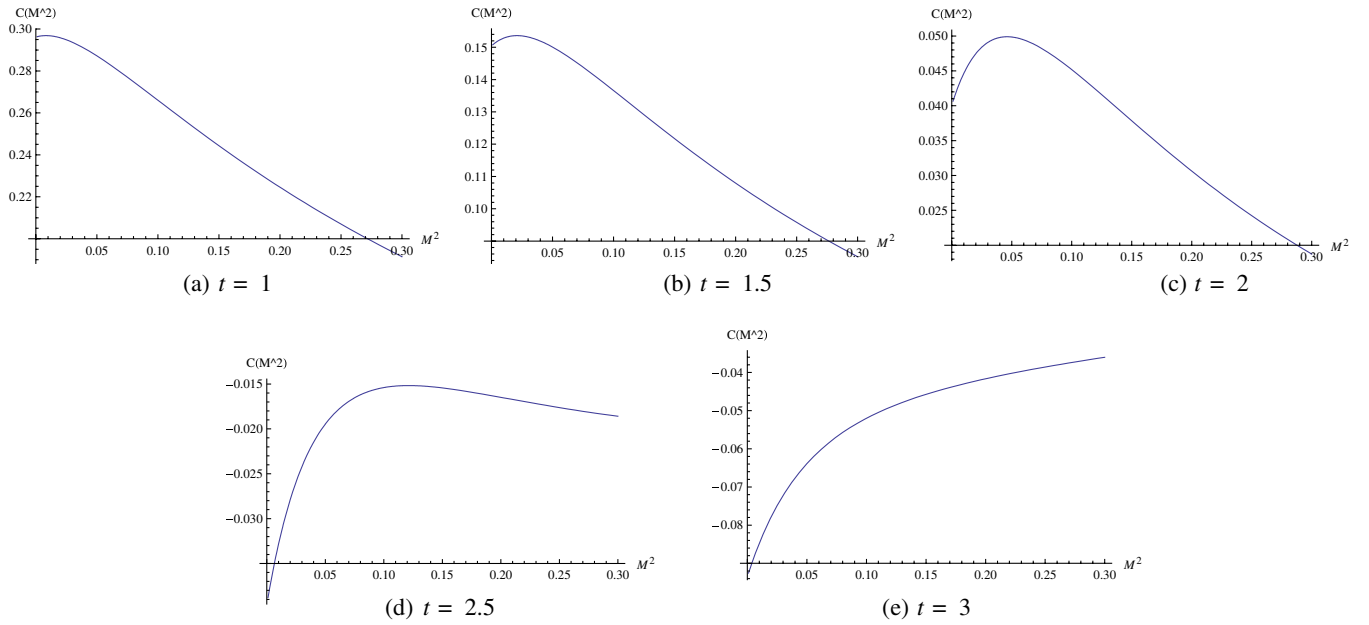 C(M^2) C(M^2) C(M^2)
0.30 0.28 0.26 0.24 0.22
0.05 0.10 0.15 0.20 0.25 0.30 M²
0.15 0.14 0.13 0.12 0.11 0.10
0.05 0.10 0.15 0.20 0.25 0.30 M²
0.050 0.045 0.040 0.035 0.030 0.025
0.05 0.10 0.15 0.20 0.25 0.30 M²
(a) t = 1 (b) t = 1.5 (c) t = 2
C(M^2) C(M^2)
−0.015 −0.020 −0.025 −0.030
0.05 0.10 0.15 0.20 0.25 0.30 M²
−0.04 −0.05 −0.06 −0.07 −0.08
0.05 0.10 0.15 0.20 0.25 0.30 M²
(d) t = 2.5 (e) t = 3